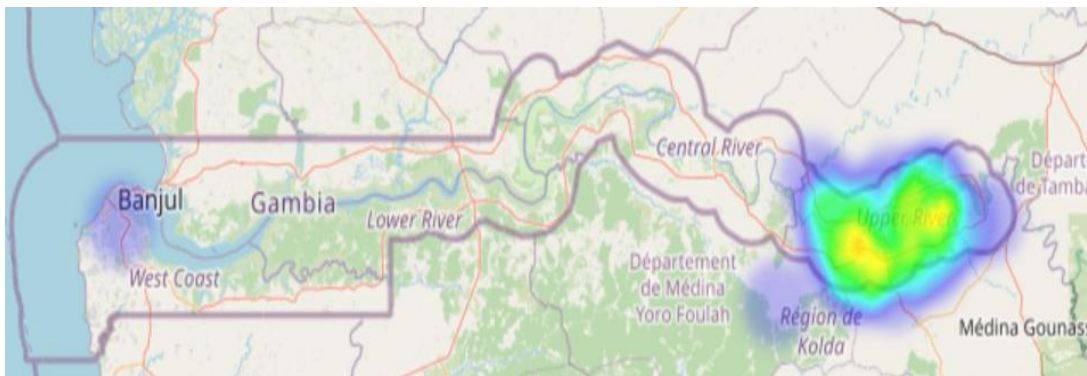 Banjul
Gambia
Lower River
West Coast
Central River
Upper River
Départ
de Tamba
Département
de Médina
Yoro Foulah
Région de
Kolda
Médina Gounass